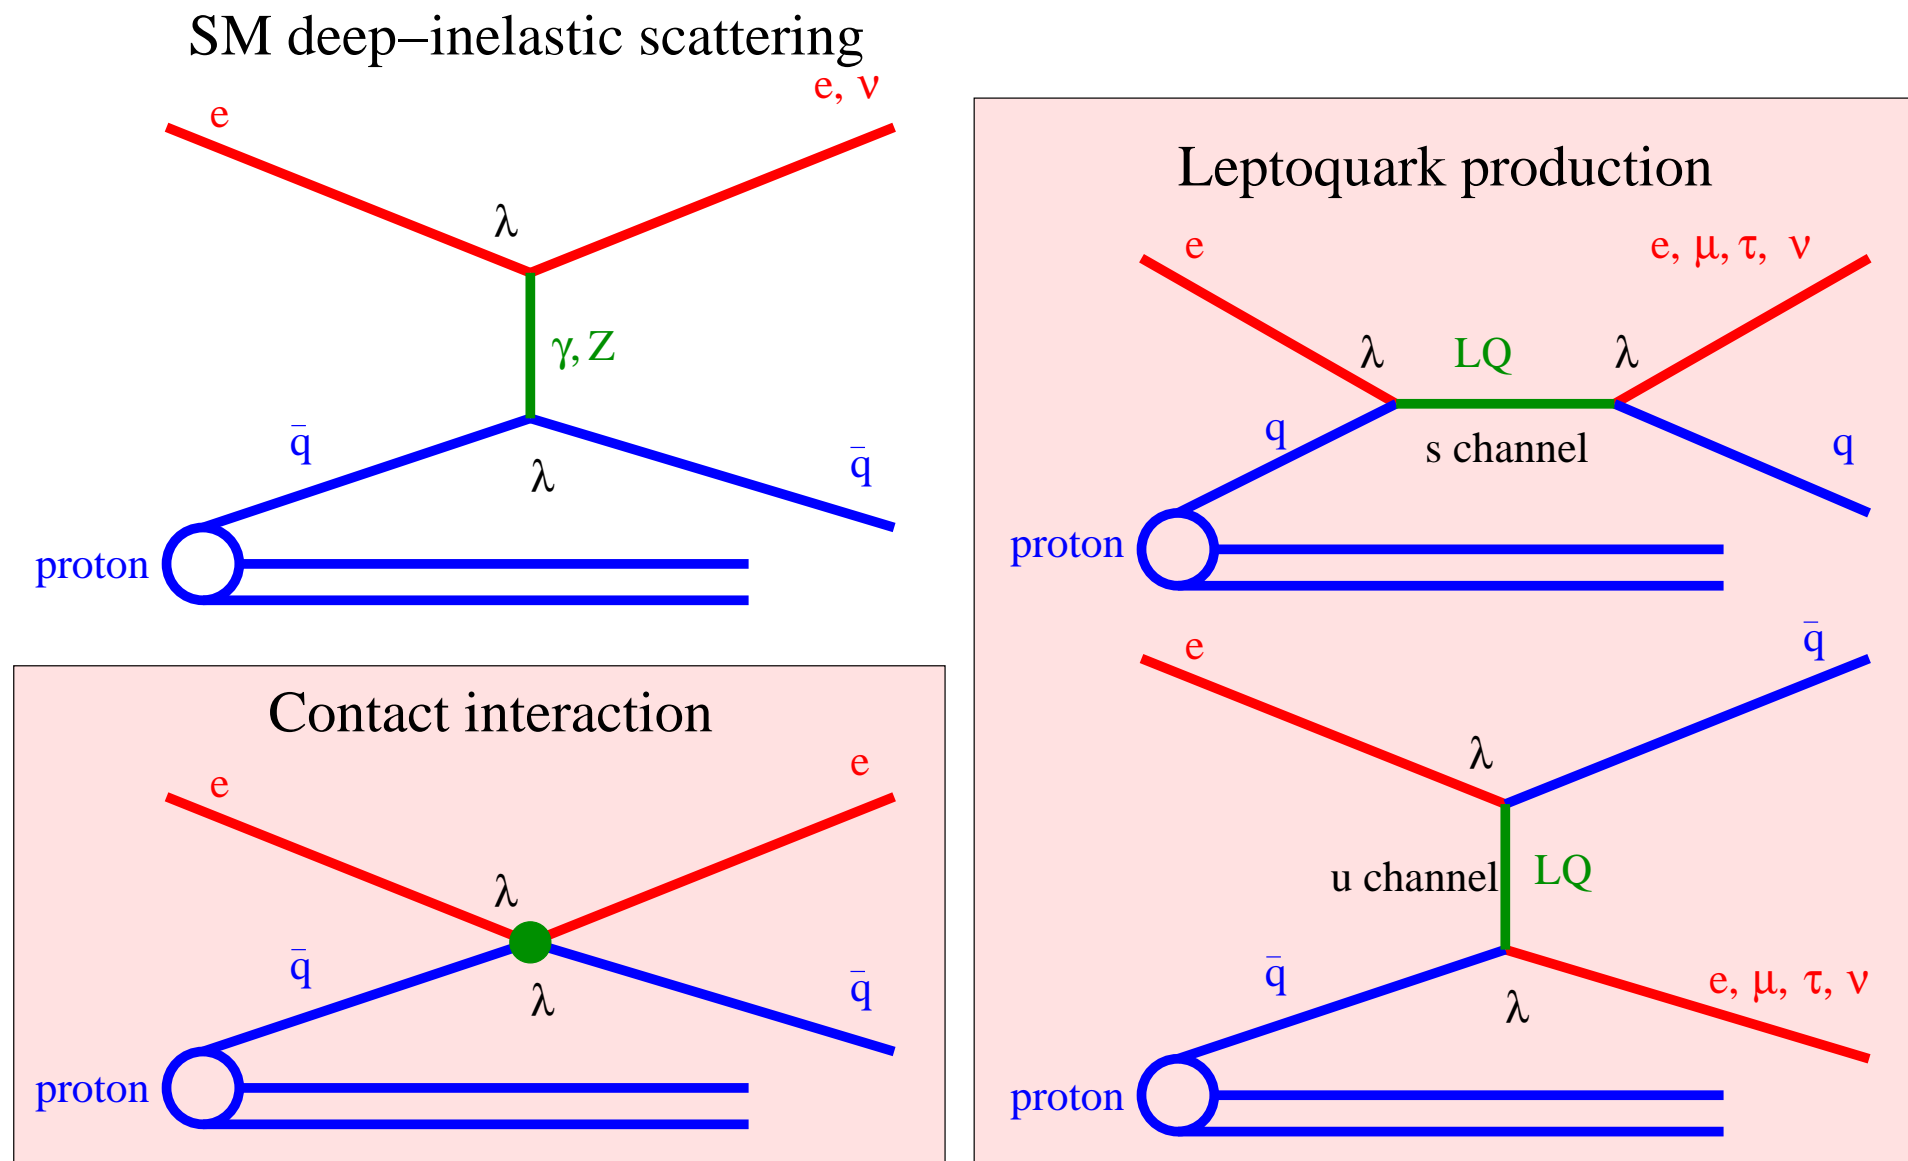 SM deep−inelastic scattering
e
e, ν
λ
γ, Z
q̄
λ
q̄
proton
Contact interaction
e
e
λ
q̄
λ
q̄
proton
Leptoquark production
e
e, μ, τ, ν
λ
LQ
λ
q
s channel
q
proton
e
q̄
λ
u channel
LQ
q̄
λ
e, μ, τ, ν
proton